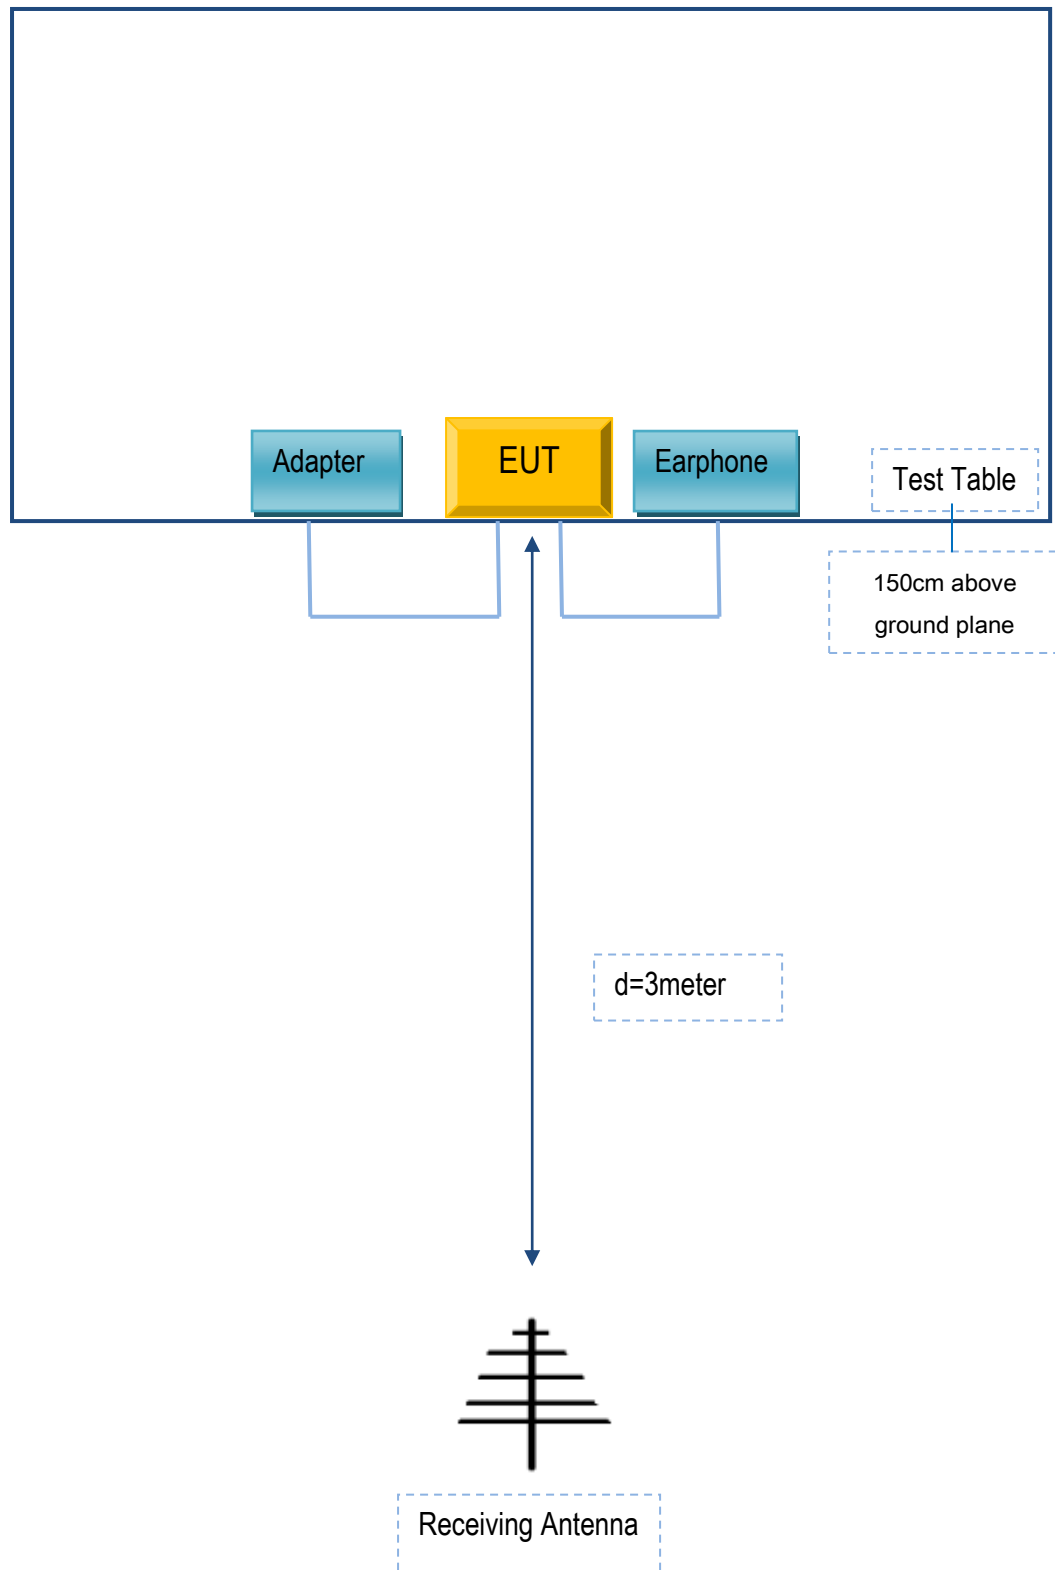 Adapter
EUT
Earphone
Test Table
150cm above
ground plane
d=3meter
Receiving Antenna